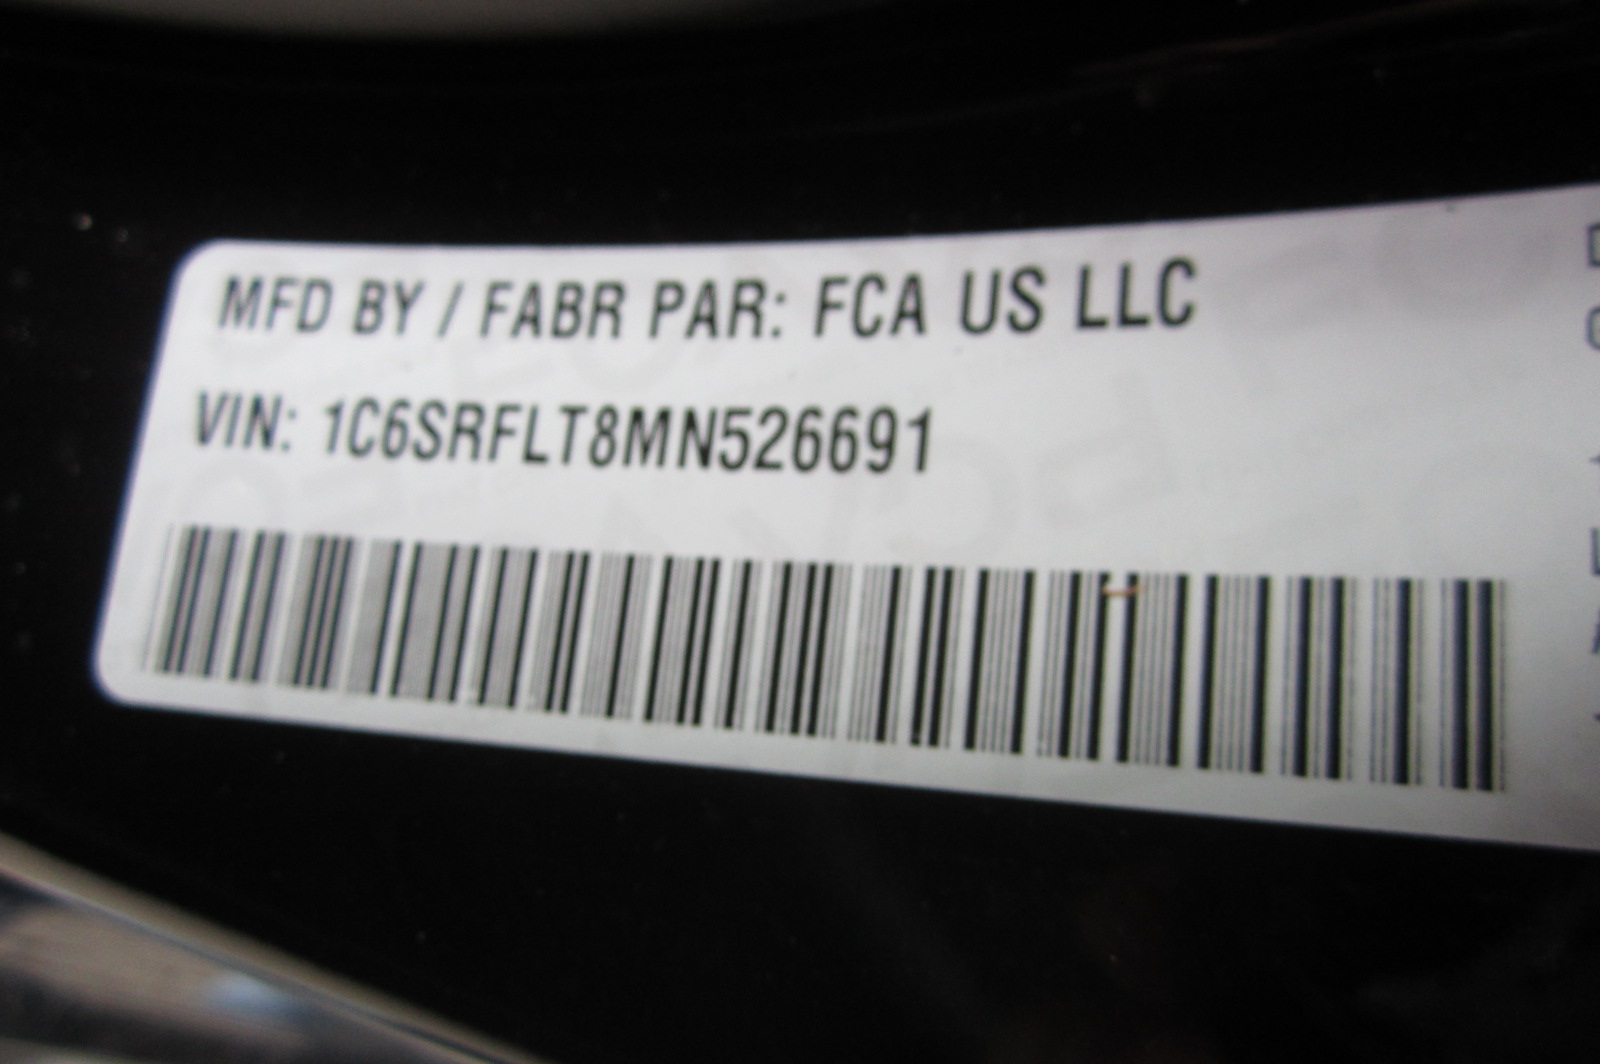 MFD BY / FABR PAR: FCA US LLC
VIN: 1C6SRFLT8MN526691